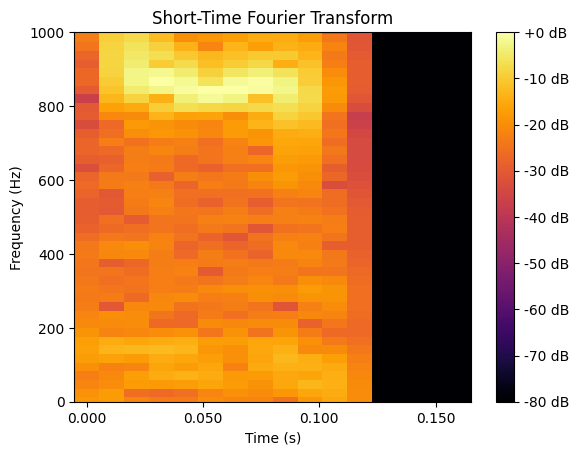 Short-Time Fourier Transform
1000
800
600
400
200
0
Frequency (Hz)
0.000
0.050
0.100
0.150
Time (s)
+0 dB
-10 dB
-20 dB
-30 dB
-40 dB
-50 dB
-60 dB
-70 dB
-80 dB